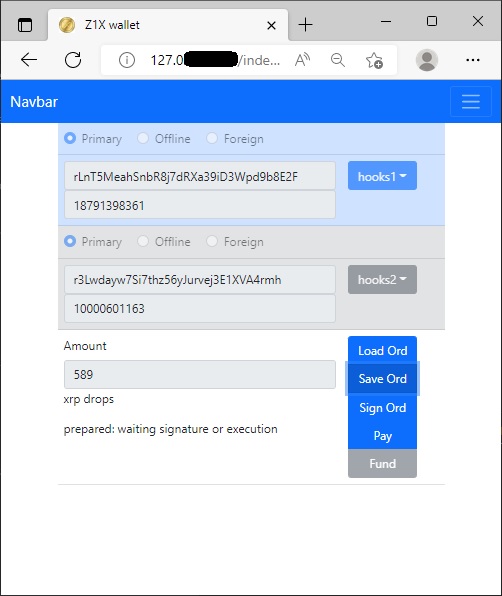 Z1X wallet
127.0 /inde...
Navbar
Primary Offline Foreign
rLnT5MeahSnbR8j7dRXa39iD3Wpd9b8E2F hooks1
18791398361
Primary Offline Foreign
r3Lwdayw7Si7thz56yJurvej3E1XVA4rmh hooks2
10000601163
Amount
Load Ord
589
Save Ord
xrp drops
Sign Ord
prepared: waiting signature or execution
Pay
Fund